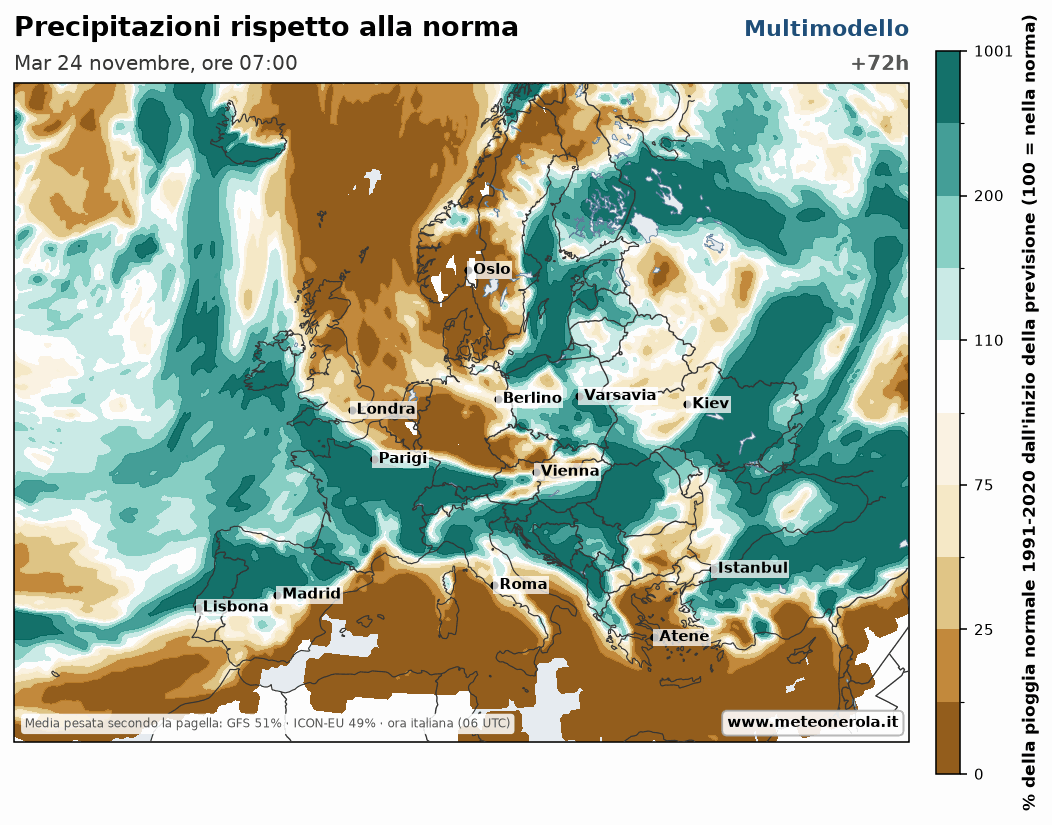 Precipitazioni rispetto alla norma
Multimodello
Mar 24 novembre, ore 07:00
+72h
Oslo
Berlino
Varsavia
Kiev
Londra
Parigi
Vienna
Istanbul
Roma
Madrid
Lisbona
Atene
Media pesata secondo la pagella: GFS 51% · ICON-EU 49% · ora italiana (06 UTC)
www.meteonerola.it
1001
200
110
75
25
0
% della pioggia normale 1991-2020 dall'inizio della previsione (100 = nella norma)